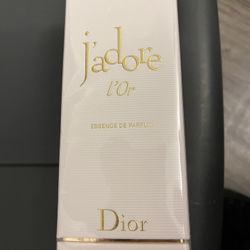 j'adore
l'Or
ESSENCE DE PARFUM
Dior